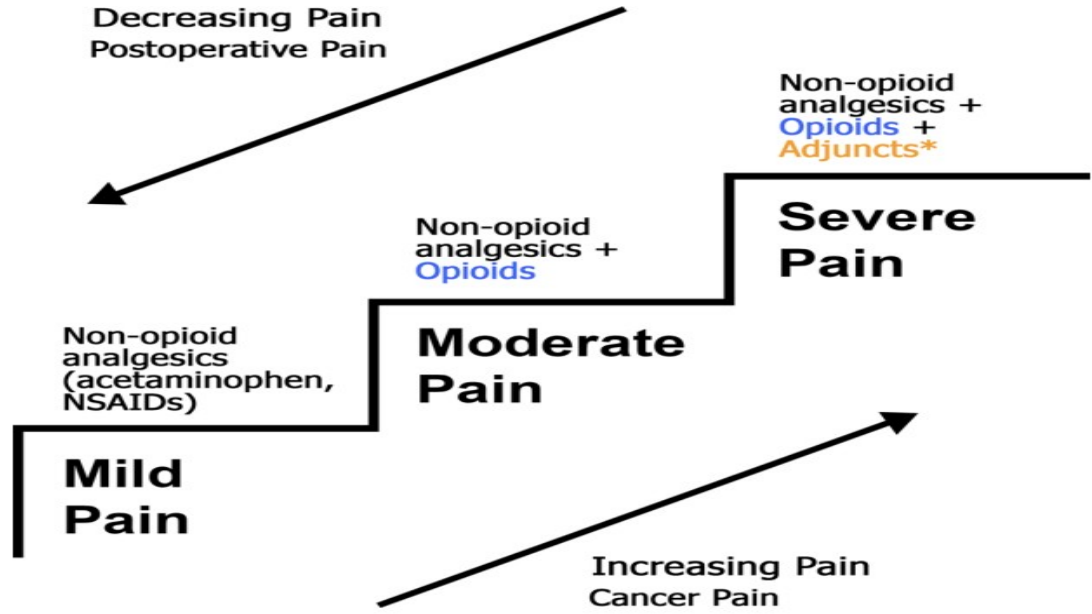 Decreasing Pain
Postoperative Pain
Non-opioid
analgesics +
Opioids +
Adjuncts*
Severe
Pain
Non-opioid
analgesics +
Opioids
Moderate
Pain
Non-opioid
analgesics
(acetaminophen,
NSAIDs)
Mild
Pain
Increasing Pain
Cancer Pain